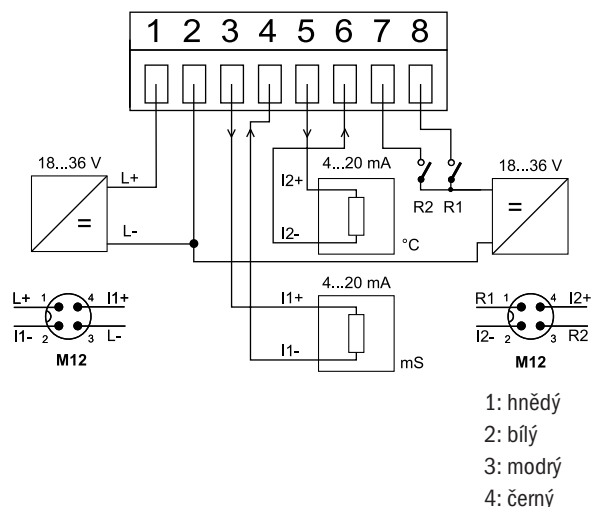 1 2 3 4 5 6 7 8
18...36 V
4...20 mA
18...36 V
L+
I2+
R2 R1
=
=
L-
I2-
°C
4...20 mA
L+ 1 4 I1+
I1+
R1 1 4 I2+
I1- 2 3 L-
I2- 2 3 R2
I1-
M12
mS
M12
1: hnědý
2: bílý
3: modrý
4: černý